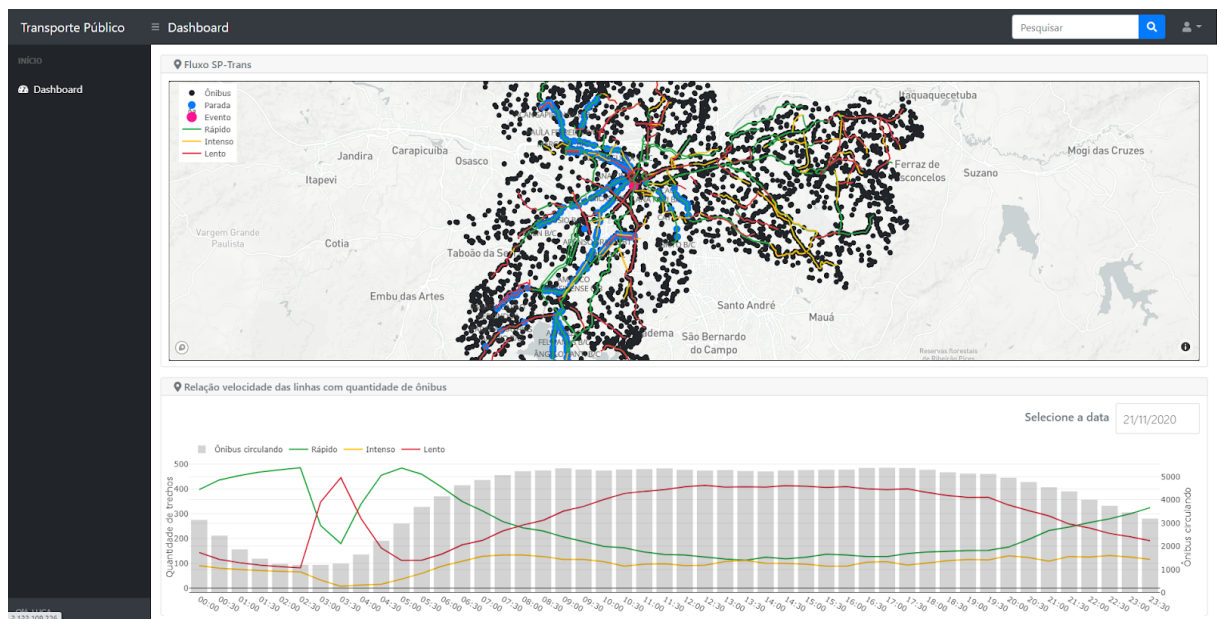 Transporte Público
Dashboard
Pesquisar
INÍCIO
Dashboard
Fluxo SP-Trans
Ônibus
Parada
Evento
Rápido
Intenso
Lento
Itaquaquecetuba
Jandira
Carapicuiba
Osasco
Mogi das Cruzes
Itapevi
Ferraz de
Suzano
Vargem Grande
Paulista
Cotia
Taboão da
Embu das Artes
Santo André
Mauá
São Bernardo
do Campo
Reservas florestais
de Ribeirão Pires
Relação velocidade das linhas com quantidade de ônibus
Selecione a data 21/11/2020
Ônibus circulando Rápido Intenso Lento
Quantidade de trechos
500
400
300
200
100
0
Ônibus circulando
5000
4000
3000
2000
1000
0
00:00 00:30 01:00 01:30 02:00 02:30 03:00 03:30 04:00 04:30 05:00 05:30 06:00 06:30 07:00 07:30 08:00 08:30 09:00 09:30 10:00 10:30 11:00 11:30 12:00 12:30 13:00 13:30 14:00 14:30 15:00 15:30 16:00 16:30 17:00 17:30 18:00 18:30 19:00 19:30 20:00 20:30 21:00 21:30 22:00 22:30 23:00 23:30